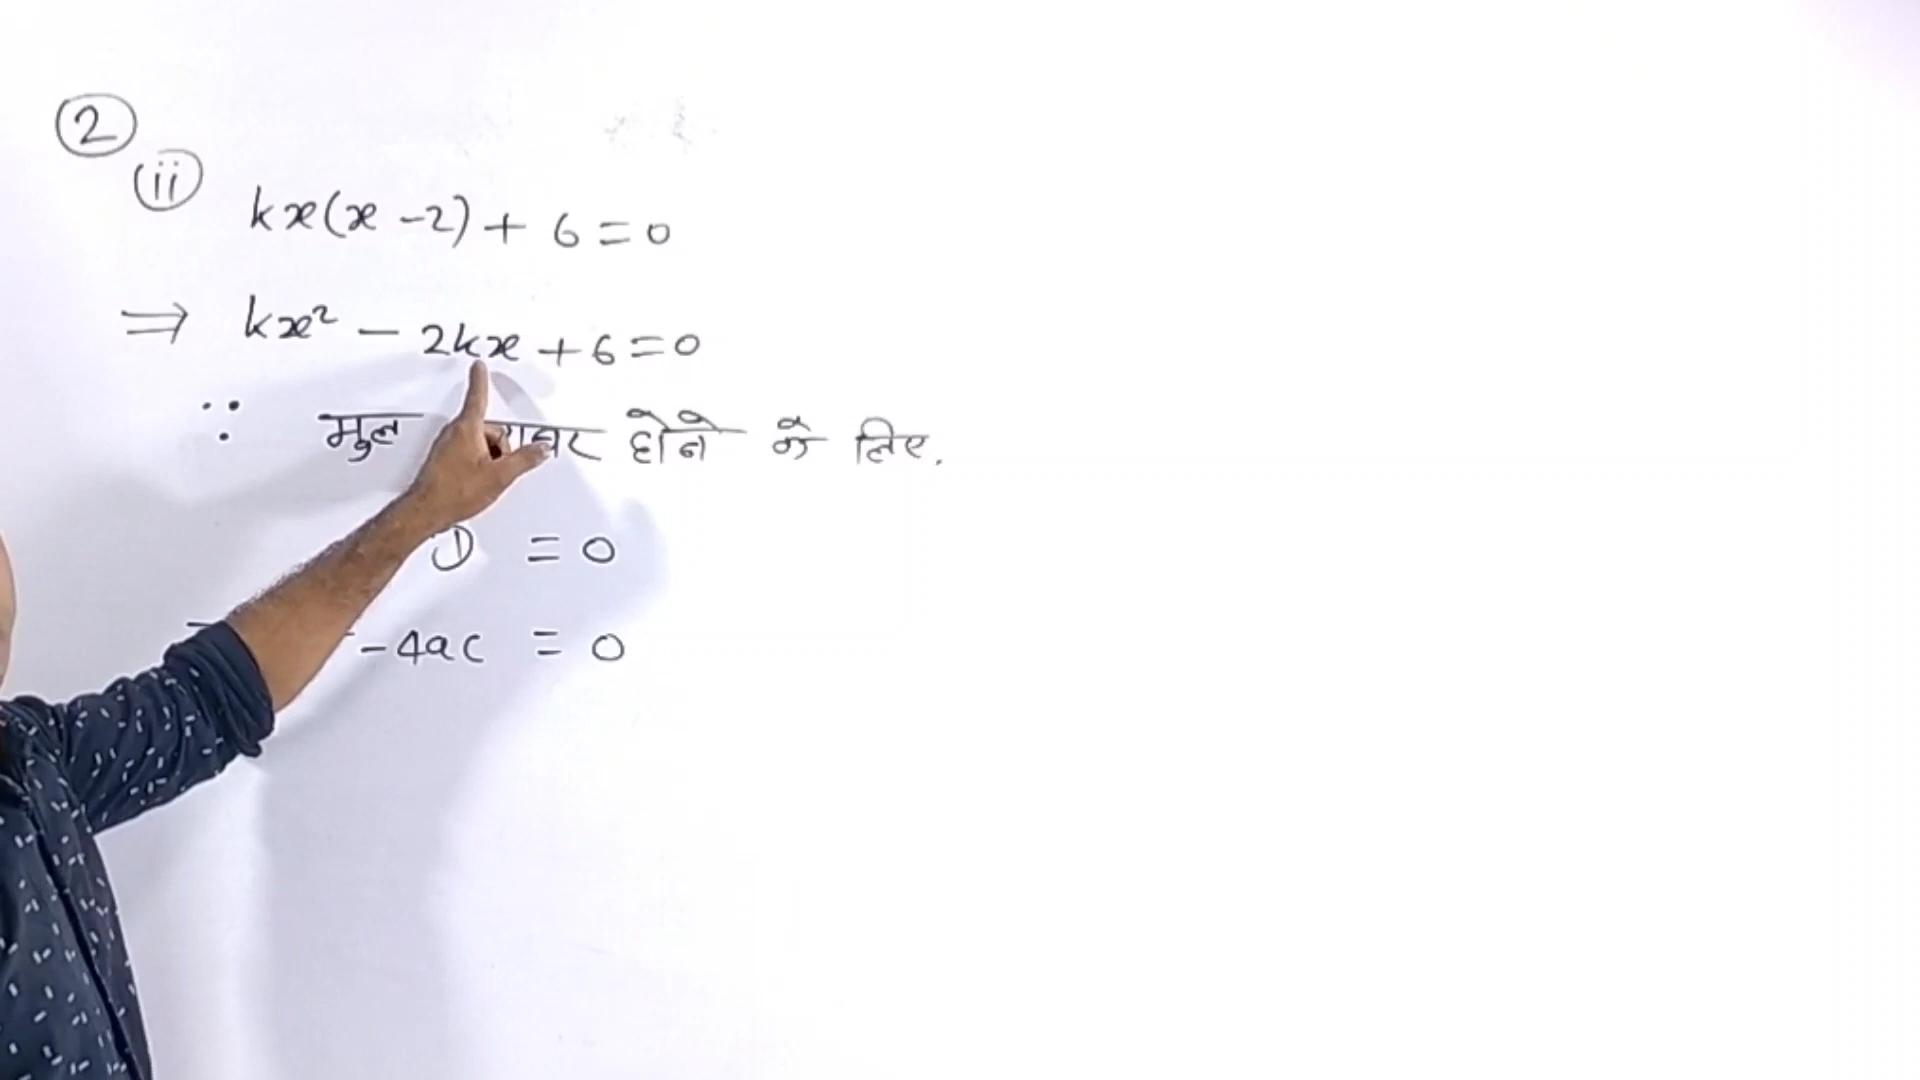 2
(ii) kx(x - 2) + 6 = 0
⇒ kx² - 2kx + 6 = 0
∵ मुल होने के लिए.
D = 0
- 4ac = 0